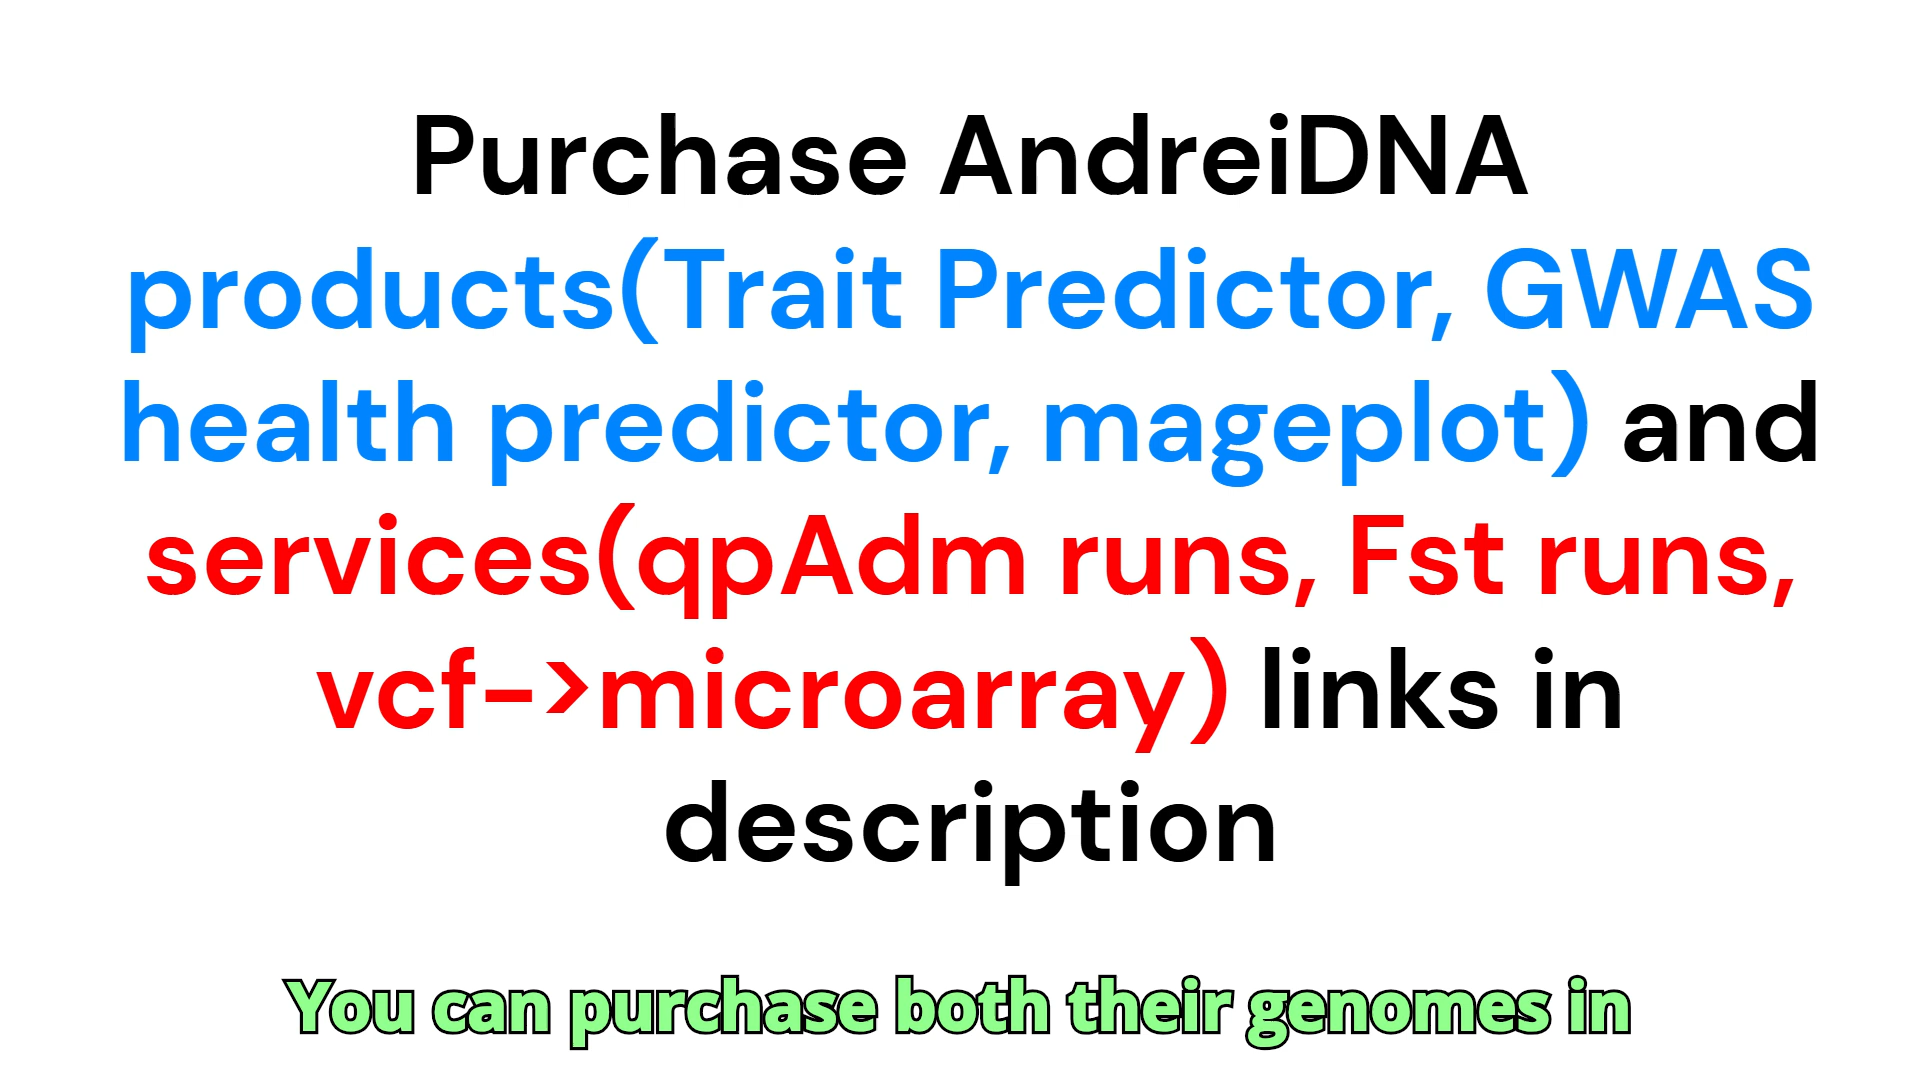 Purchase AndreiDNA
products(Trait Predictor, GWAS
health predictor, mageplot) and
services(qpAdm runs, Fst runs,
vcf->microarray) links in
description
You can purchase both their genomes in